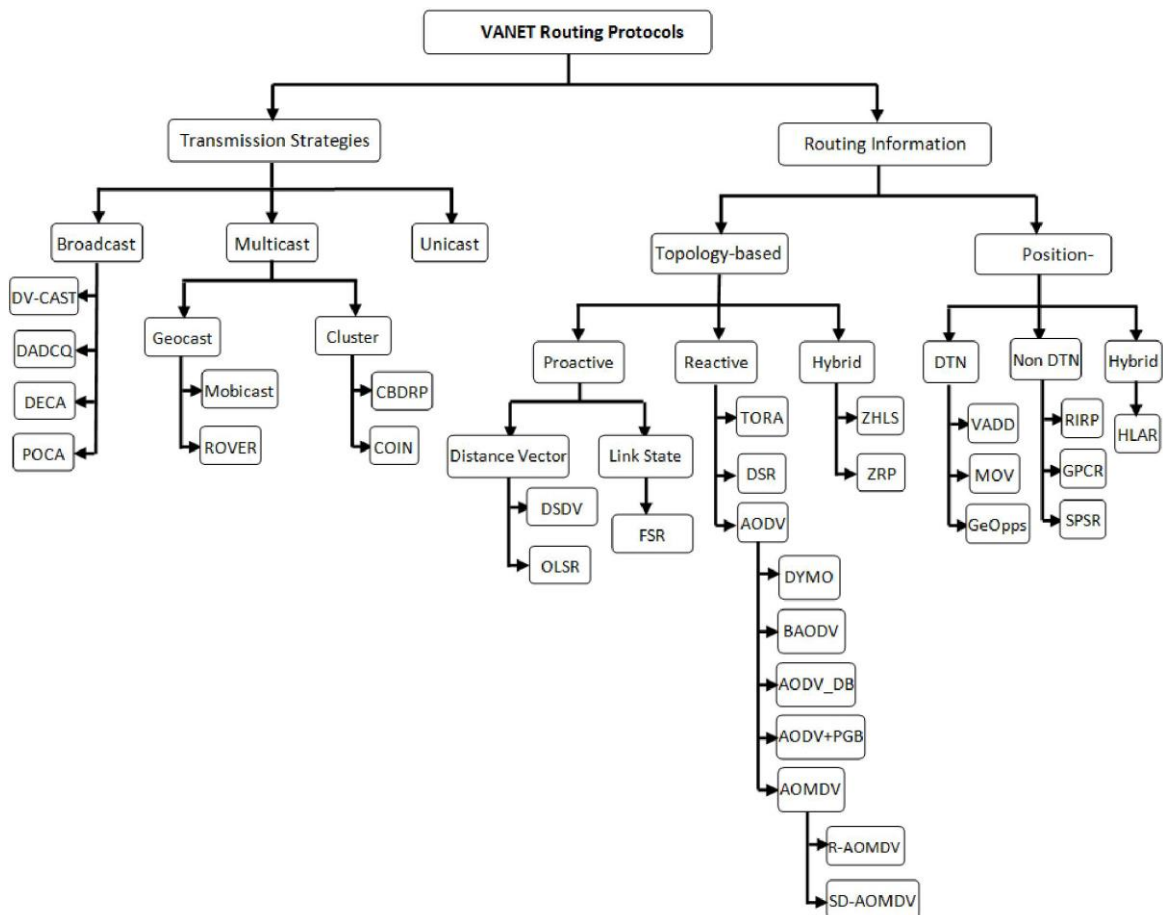 VANET Routing Protocols
Transmission Strategies
Routing Information
Broadcast
Multicast
Unicast
Topology-based
Position-
DV-CAST
DADCQ
DECA
POCA
Geocast
Cluster
Mobicast
ROVER
CBDRP
COIN
Proactive
Reactive
Hybrid
Distance Vector
Link State
DSDV
OLSR
FSR
TORA
DSR
AODV
DYMO
BAODV
AODV_DB
AODV+PGB
AOMDV
R-AOMDV
SD-AOMDV
ZHLS
ZRP
DTN
Non DTN
Hybrid
VADD
MOV
GeOpps
RIRP
GPCR
SPSR
HLAR